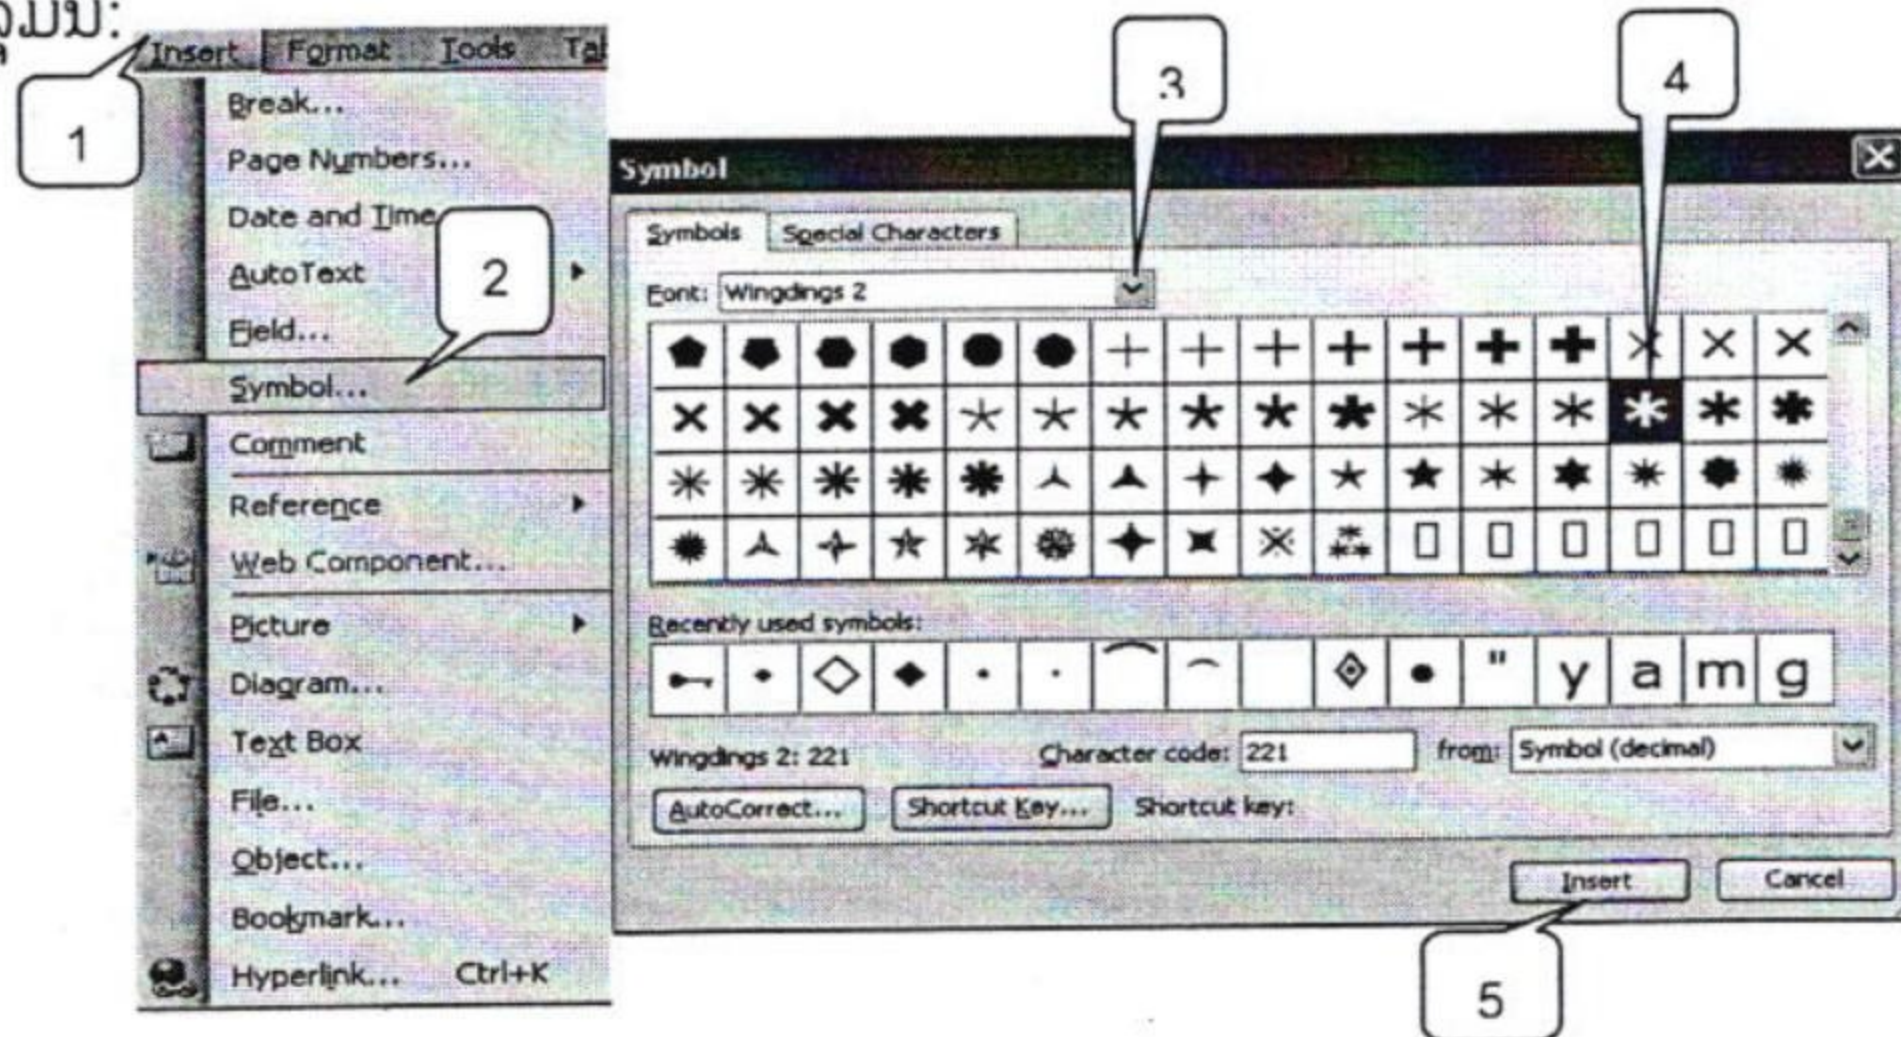 1
Insert Format Tools
Break...
Page Numbers...
Date and Time
AutoText
Field...
Symbol...
Comment
Reference
Web Component...
Picture
Diagram...
Text Box
File...
Object...
Bookmark...
Hyperlink... Ctrl+K
2
3
4
Symbol
Symbols Special Characters
Font: Wingdings 2
Recently used symbols:
" y a m g
Wingdings 2: 221 Character code: 221 from: Symbol (decimal)
AutoCorrect... Shortcut Key... Shortcut key:
Insert Cancel
5